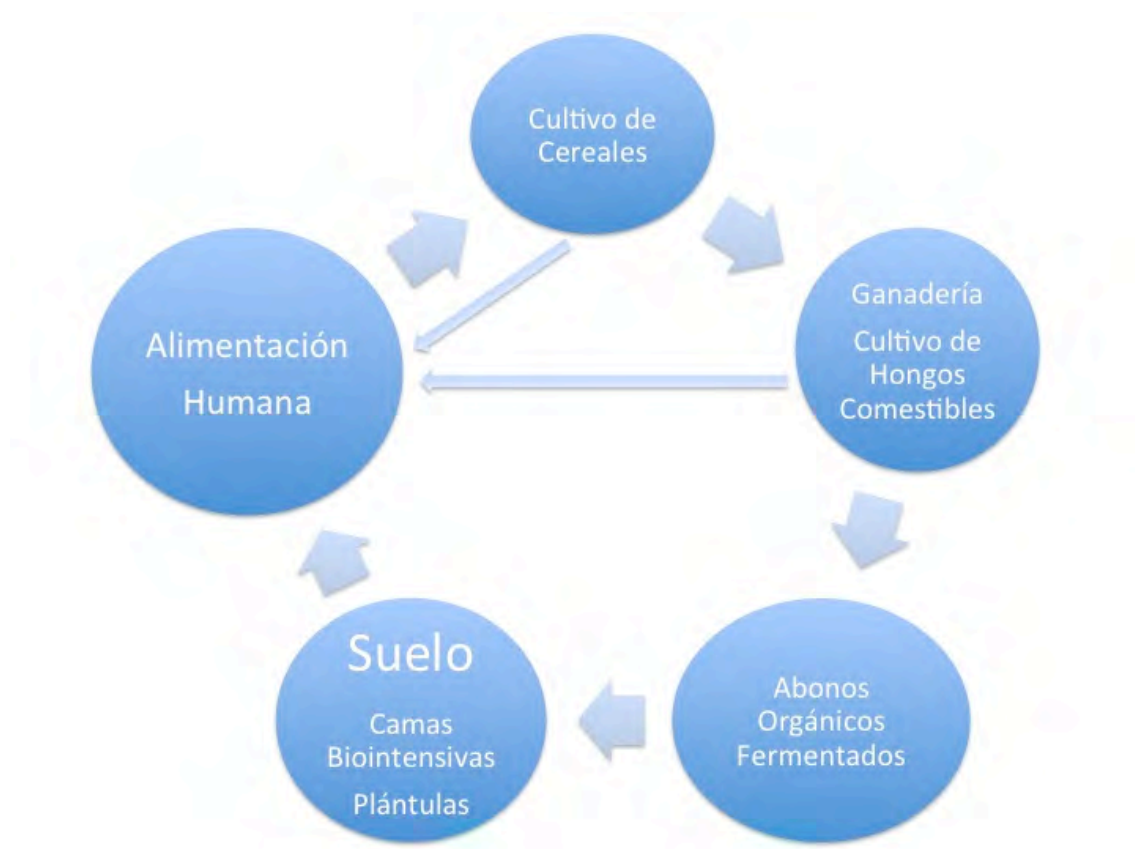 Cultivo de
Cereales
Ganadería
Cultivo de
Hongos
Comestibles
Abonos
Orgánicos
Fermentados
Suelo
Camas
Biointensivas
Plántulas
Alimentación
Humana